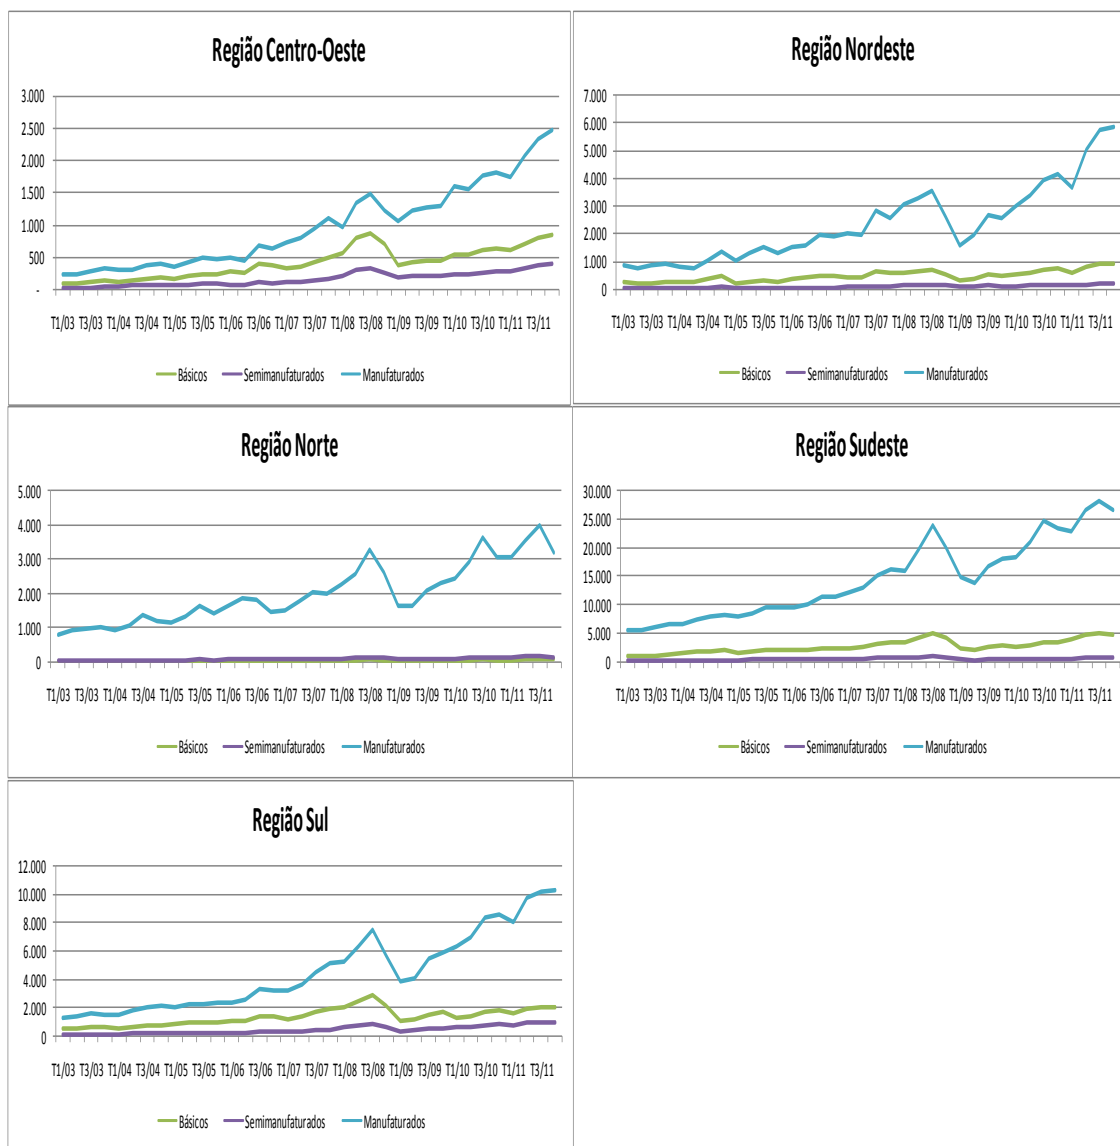 Região Centro-Oeste
3.000
2.500
2.000
1.500
1.000
500
-
T1/03 T3/03 T1/04 T3/04 T1/05 T3/05 T1/06 T3/06 T1/07 T3/07 T1/08 T3/08 T1/09 T3/09 T1/10 T3/10 T1/11 T3/11
Básicos Semimanufaturados Manufaturados
Região Nordeste
7.000
6.000
5.000
4.000
3.000
2.000
1.000
0
T1/03 T3/03 T1/04 T3/04 T1/05 T3/05 T1/06 T3/06 T1/07 T3/07 T1/08 T3/08 T1/09 T3/09 T1/10 T3/10 T1/11 T3/11
Básicos Semimanufaturados Manufaturados
Região Norte
5.000
4.000
3.000
2.000
1.000
0
T1/03 T3/03 T1/04 T3/04 T1/05 T3/05 T1/06 T3/06 T1/07 T3/07 T1/08 T3/08 T1/09 T3/09 T1/10 T3/10 T1/11 T3/11
Básicos Semimanufaturados Manufaturados
Região Sudeste
30.000
25.000
20.000
15.000
10.000
5.000
0
T1/03 T3/03 T1/04 T3/04 T1/05 T3/05 T1/06 T3/06 T1/07 T3/07 T1/08 T3/08 T1/09 T3/09 T1/10 T3/10 T1/11 T3/11
Básicos Semimanufaturados Manufaturados
Região Sul
12.000
10.000
8.000
6.000
4.000
2.000
0
T1/03 T3/03 T1/04 T3/04 T1/05 T3/05 T1/06 T3/06 T1/07 T3/07 T1/08 T3/08 T1/09 T3/09 T1/10 T3/10 T1/11 T3/11
Básicos Semimanufaturados Manufaturados